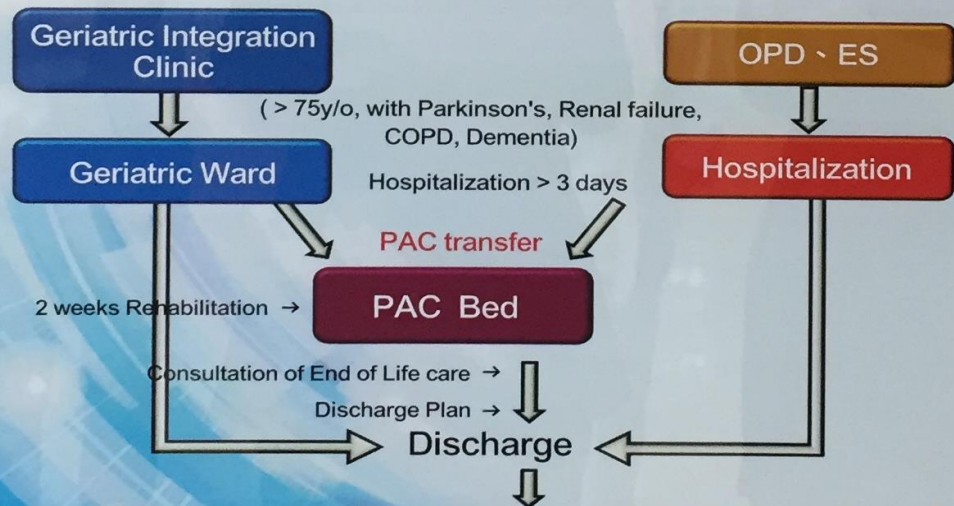 Geriatric Integration
Clinic
OPD、ES
( > 75y/o, with Parkinson's, Renal failure,
COPD, Dementia)
Geriatric Ward
Hospitalization
Hospitalization > 3 days
PAC transfer
PAC Bed
2 weeks Rehabilitation →
Consultation of End of Life care →
Discharge Plan →
Discharge